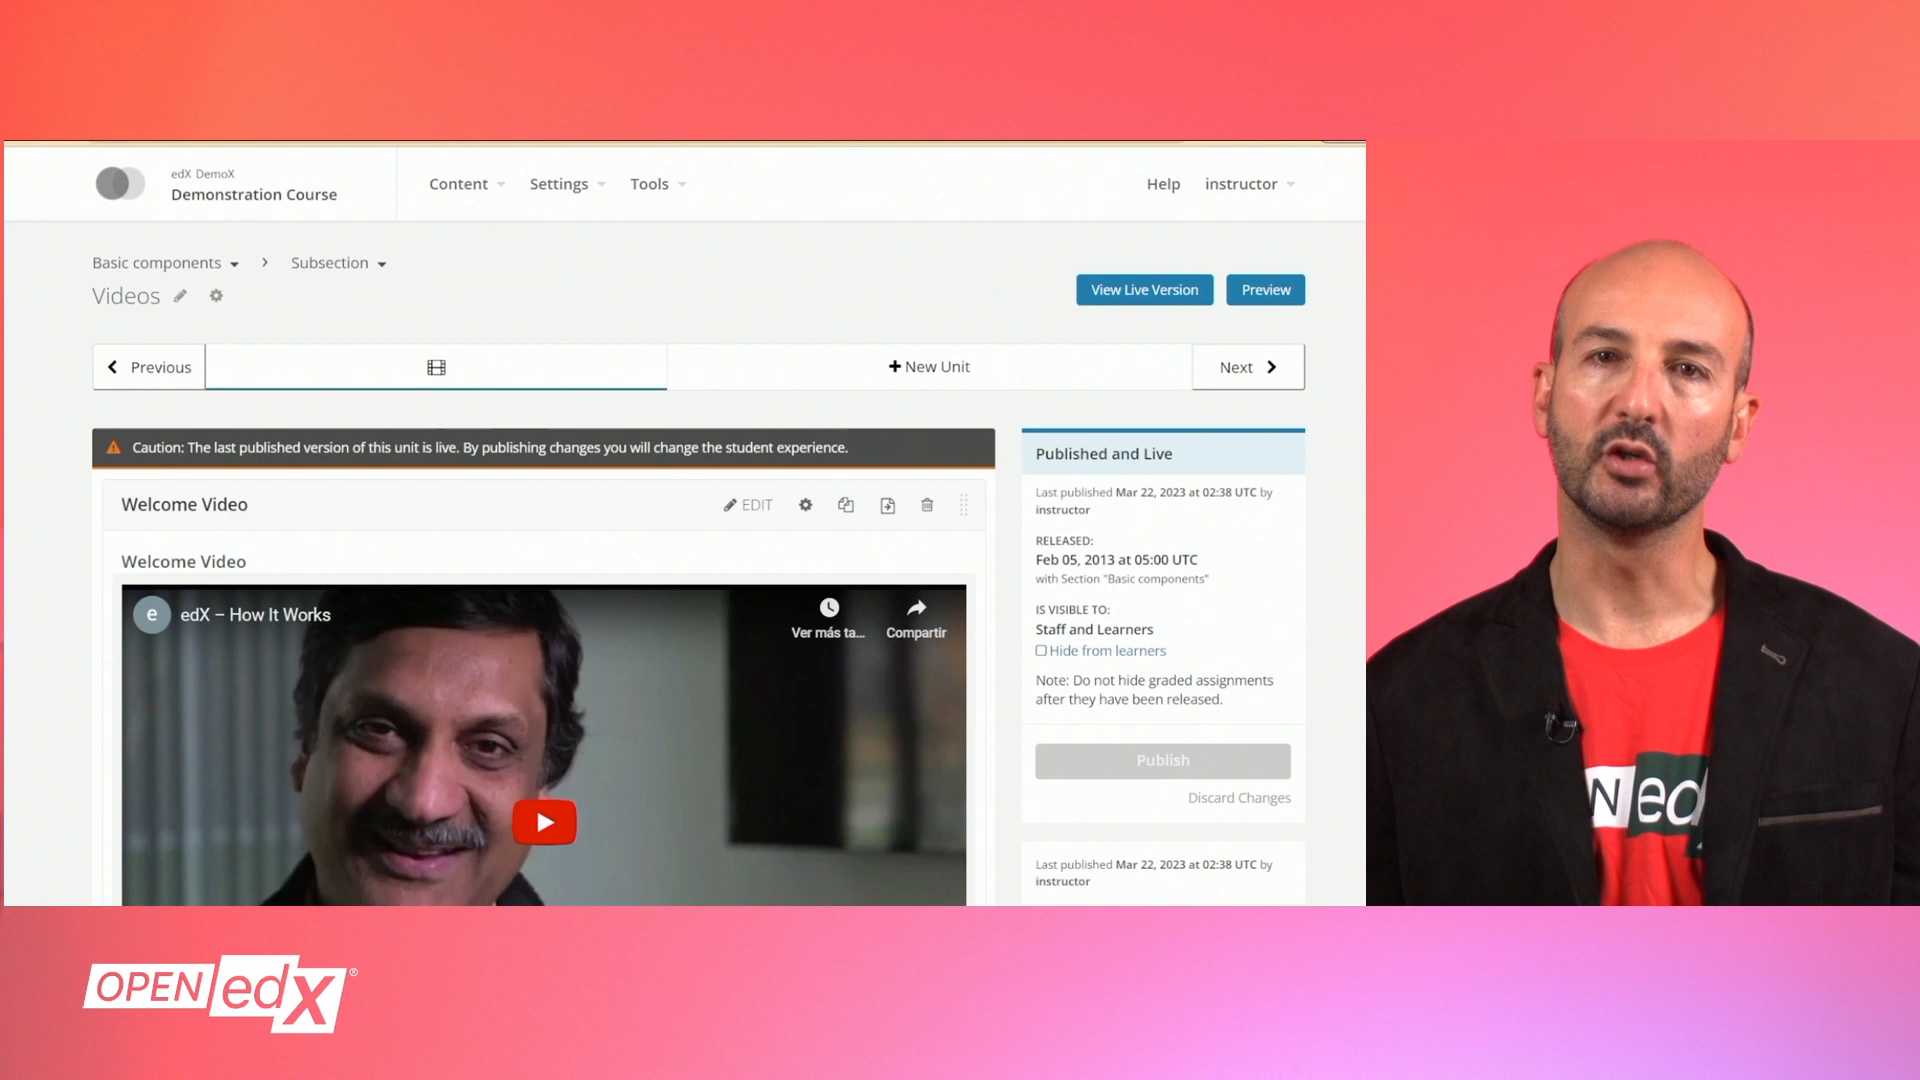 edX DemoX
Demonstration Course
Content
Settings
Tools
Help
instructor
Basic components
Subsection
Videos
View Live Version
Preview
Previous
New Unit
Next
Caution: The last published version of this unit is live. By publishing changes you will change the student experience.
Welcome Video
EDIT
Welcome Video
e
edX – How It Works
Ver más ta...
Compartir
Published and Live
Last published Mar 22, 2023 at 02:38 UTC by
instructor
RELEASED:
Feb 05, 2013 at 05:00 UTC
with Section "Basic components"
IS VISIBLE TO:
Staff and Learners
Hide from learners
Note: Do not hide graded assignments
after they have been released.
Publish
Discard Changes
Last published Mar 22, 2023 at 02:38 UTC by
instructor
N ed
OPEN edX®